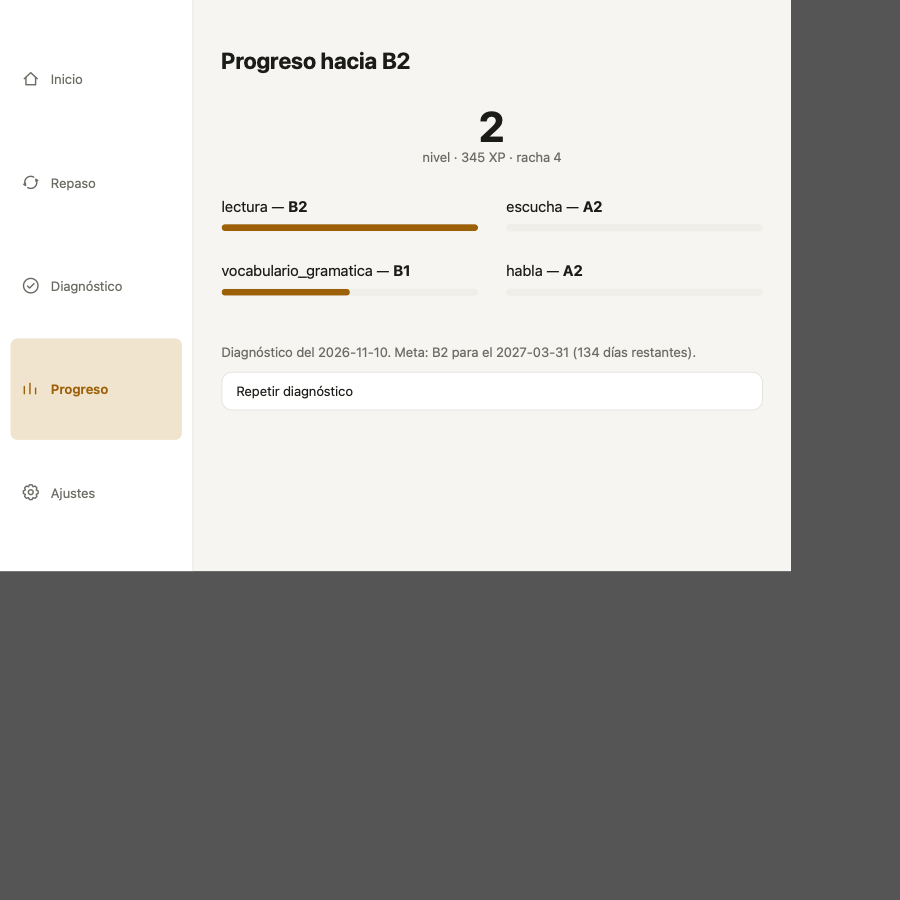 Inicio
Repaso
Diagnóstico
Progreso
Ajustes
Progreso hacia B2
2
nivel · 345 XP · racha 4
lectura — B2
escucha — A2
vocabulario_gramatica — B1
habla — A2
Diagnóstico del 2026-11-10. Meta: B2 para el 2027-03-31 (134 días restantes).
Repetir diagnóstico